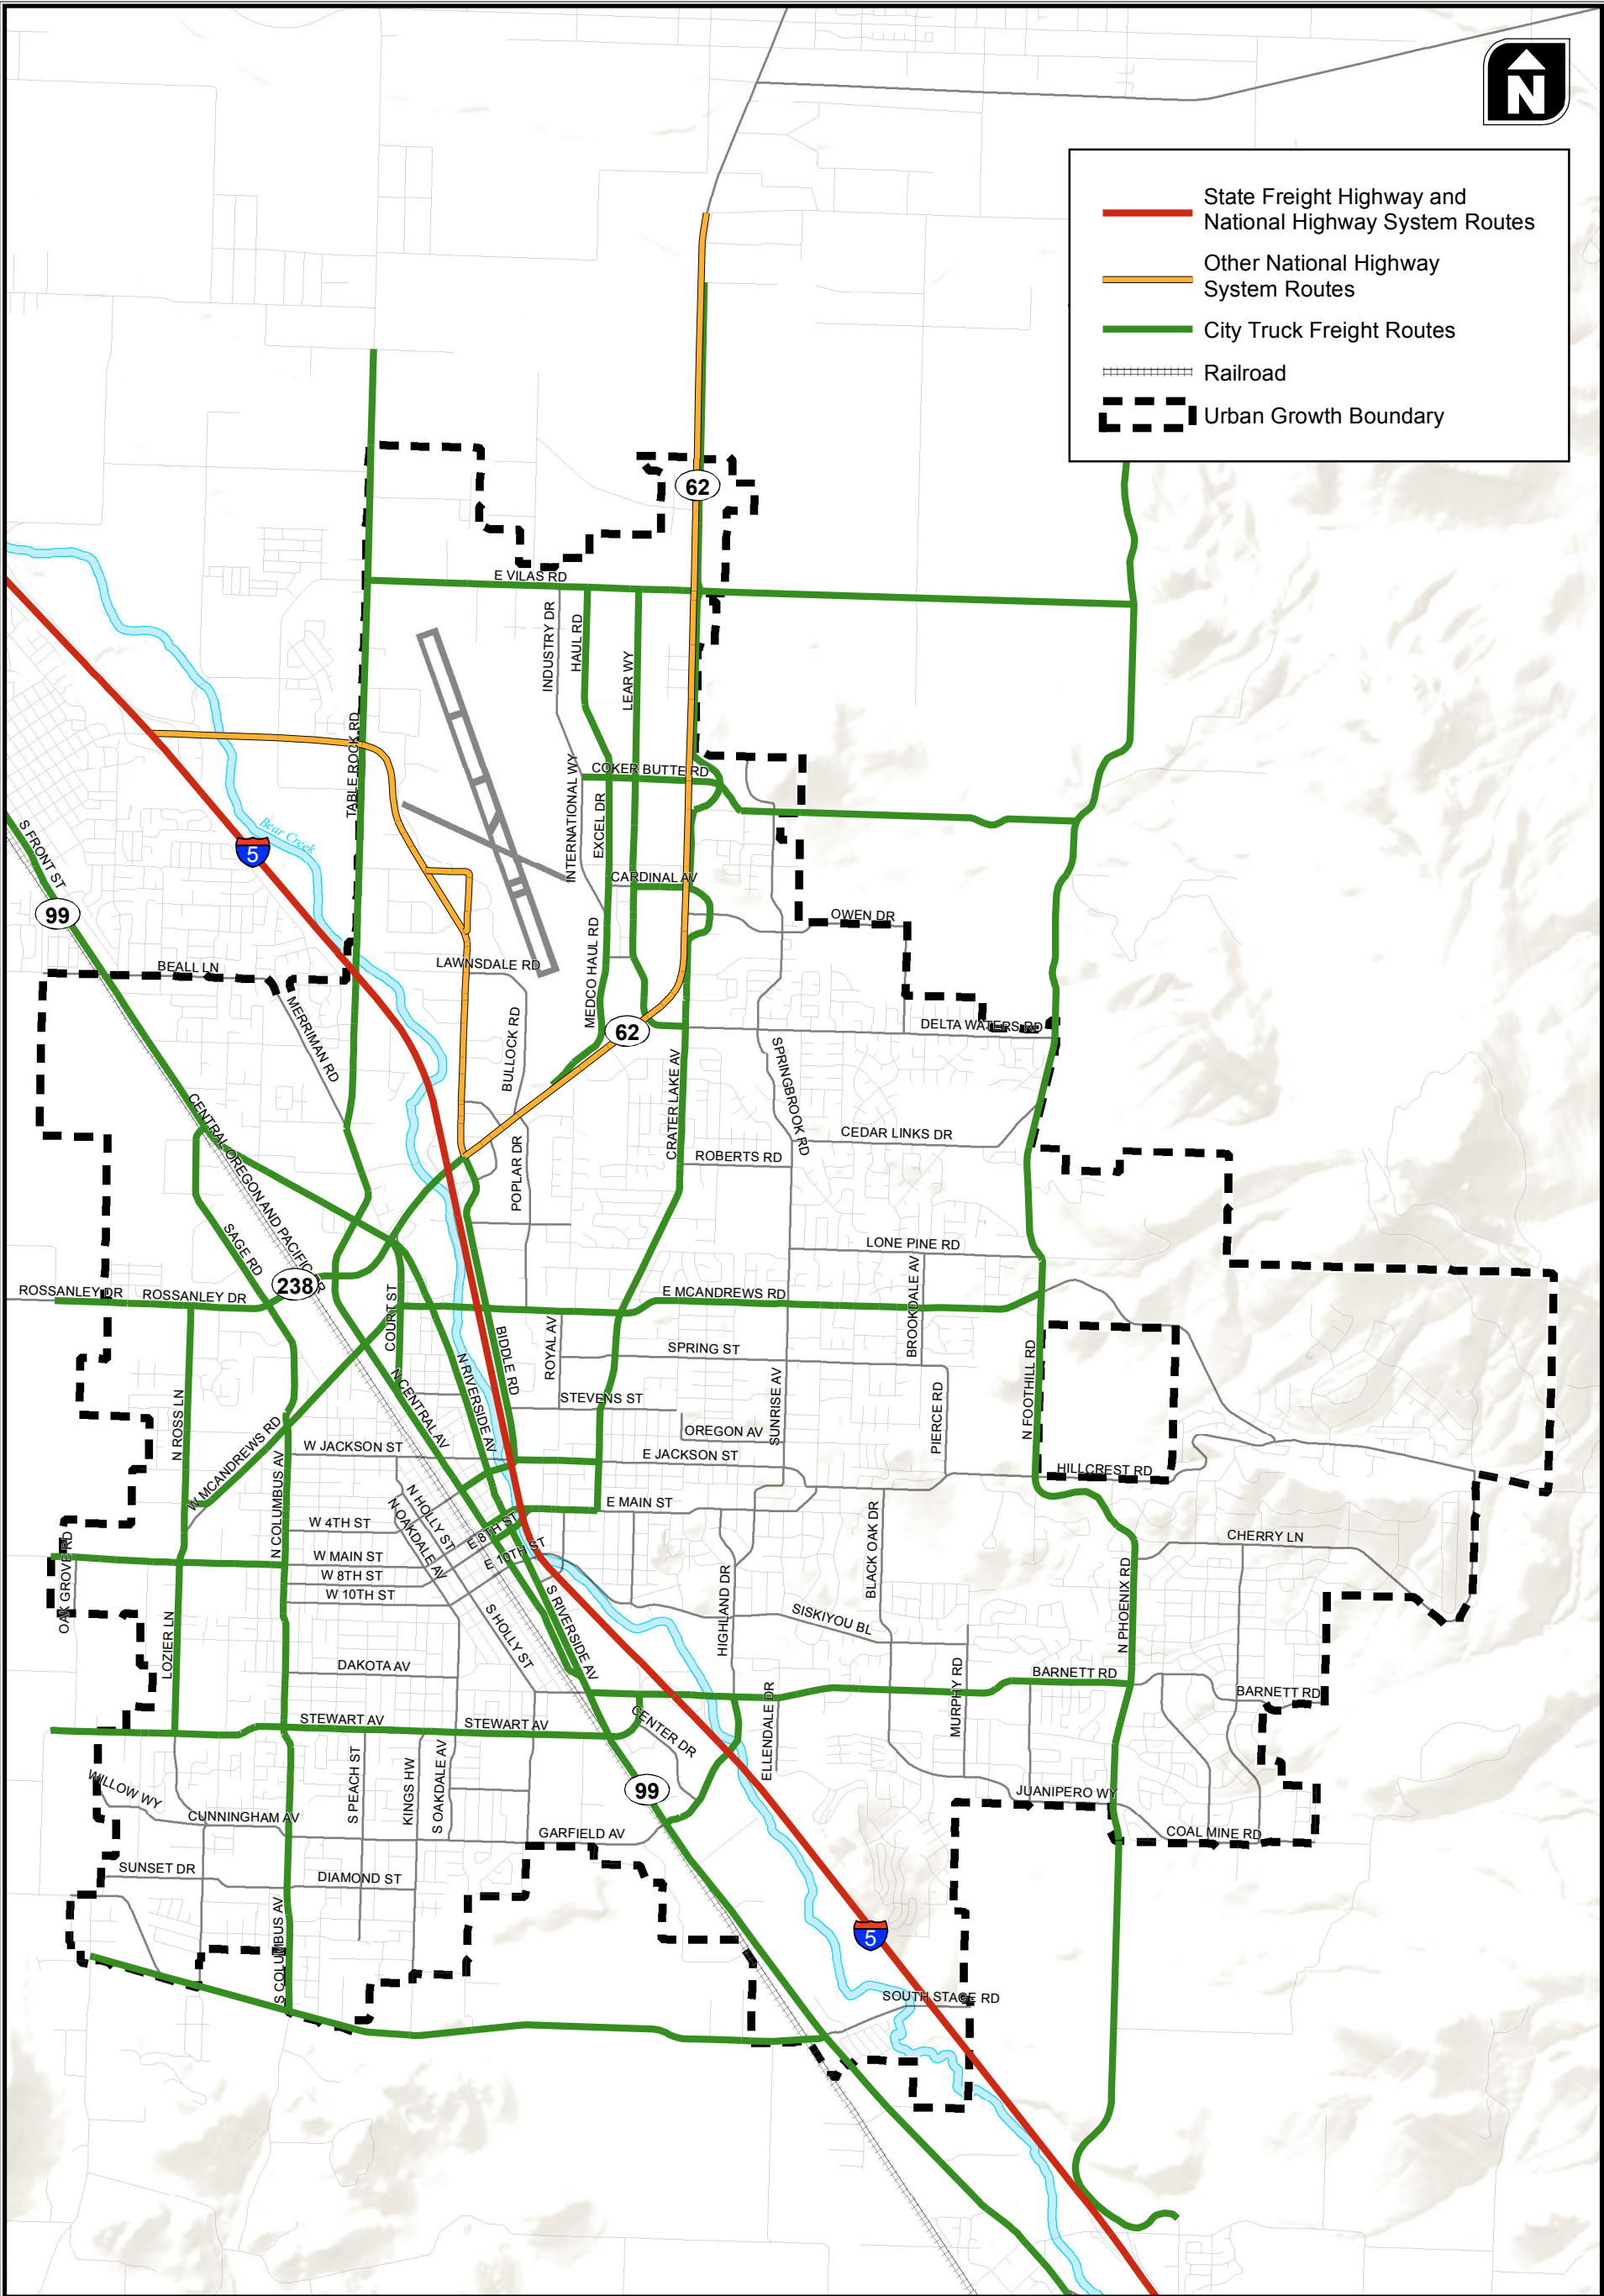 N
State Freight Highway and
National Highway System Routes
Other National Highway
System Routes
City Truck Freight Routes
Railroad
Urban Growth Boundary
62
E VILAS RD
INDUSTRY DR
HAUL RD
LEAR WY
TABLE ROCK RD
COKER BUTTE RD
INTERNATIONAL WY
EXCEL DR
Bear Creek
5
S FRONT ST
99
CARDINAL AV
OWEN DR
BEALL LN
LAWNSDALE RD
MEDCO HAUL RD
MERRIMAN RD
BULLOCK RD
62
DELTA WATERS RD
CRATER LAKE AV
SPRINGBROOK RD
CEDAR LINKS DR
CENTRAL OREGON AND PACIFIC RR
POPLAR DR
ROBERTS RD
SAGE RD
LONE PINE RD
238
ROSSANLEY DR
ROSSANLEY DR
COURT ST
E MCANDREWS RD
BROOKDALE AV
BIDDLE RD
ROYAL AV
SPRING ST
N RIVERSIDE AV
N CENTRAL AV
STEVENS ST
SUNRISE AV
PIERCE RD
N FOOTHILL RD
N ROSS LN
OREGON AV
W MCANDREWS RD
W JACKSON ST
E JACKSON ST
HILLCREST RD
N COLUMBUS AV
N HOLLY ST
N OAKDALE AV
E MAIN ST
W 4TH ST
E 8TH ST
E 10TH ST
OAK GROVE RD
W MAIN ST
W 8TH ST
W 10TH ST
BLACK OAK DR
CHERRY LN
HIGHLAND DR
N PHOENIX RD
S RIVERSIDE AV
S HOLLY ST
SISKIYOU BL
LOZIER LN
DAKOTA AV
MURPHY RD
BARNETT RD
BARNETT RD
ELLENDALE DR
STEWART AV
STEWART AV
CENTER DR
99
WILLOW WY
S PEACH ST
KINGS HW
S OAKDALE AV
JUANIPERO WY
CUNNINGHAM AV
GARFIELD AV
COAL MINE RD
SUNSET DR
DIAMOND ST
S COLUMBUS AV
5
SOUTH STAGE RD